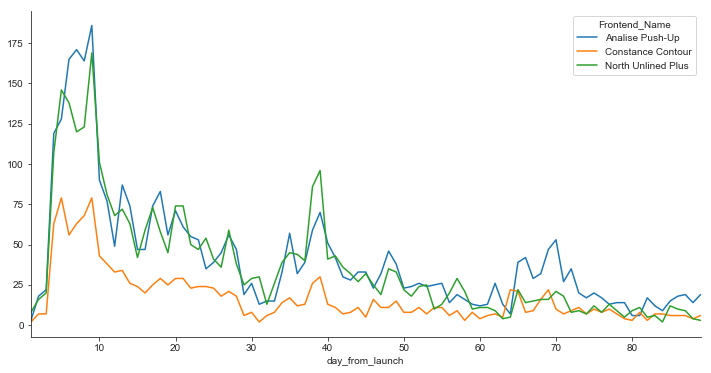 Frontend_Name
Analise Push-Up
Constance Contour
North Unlined Plus
175
150
125
100
75
50
25
0
10 20 30 40 50 60 70 80
day_from_launch